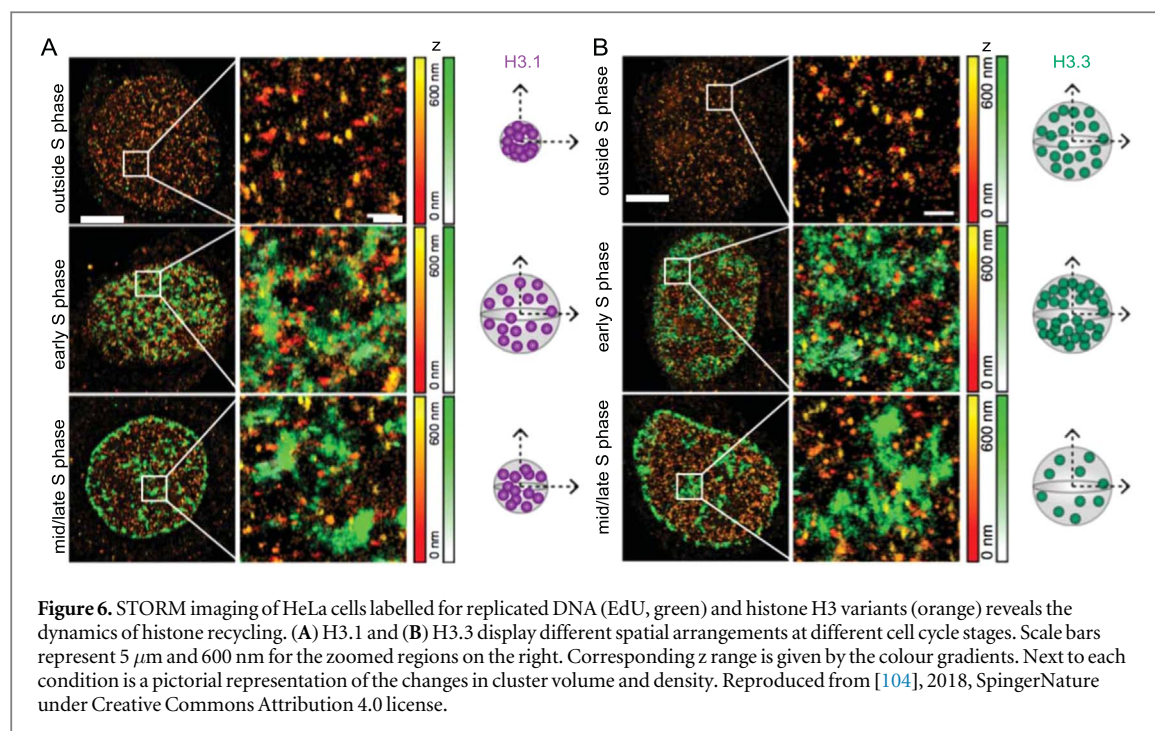 A
z
H3.1
outside S phase
600 nm
0 nm
early S phase
600 nm
0 nm
mid/late S phase
600 nm
0 nm
B
z
H3.3
outside S phase
600 nm
0 nm
early S phase
600 nm
0 nm
mid/late S phase
600 nm
0 nm
Figure 6. STORM imaging of HeLa cells labelled for replicated DNA (EdU, green) and histone H3 variants (orange) reveals the
dynamics of histone recycling. (A) H3.1 and (B) H3.3 display different spatial arrangements at different cell cycle stages. Scale bars
represent 5 μm and 600 nm for the zoomed regions on the right. Corresponding z range is given by the colour gradients. Next to each
condition is a pictorial representation of the changes in cluster volume and density. Reproduced from [104], 2018, SpingerNature
under Creative Commons Attribution 4.0 license.